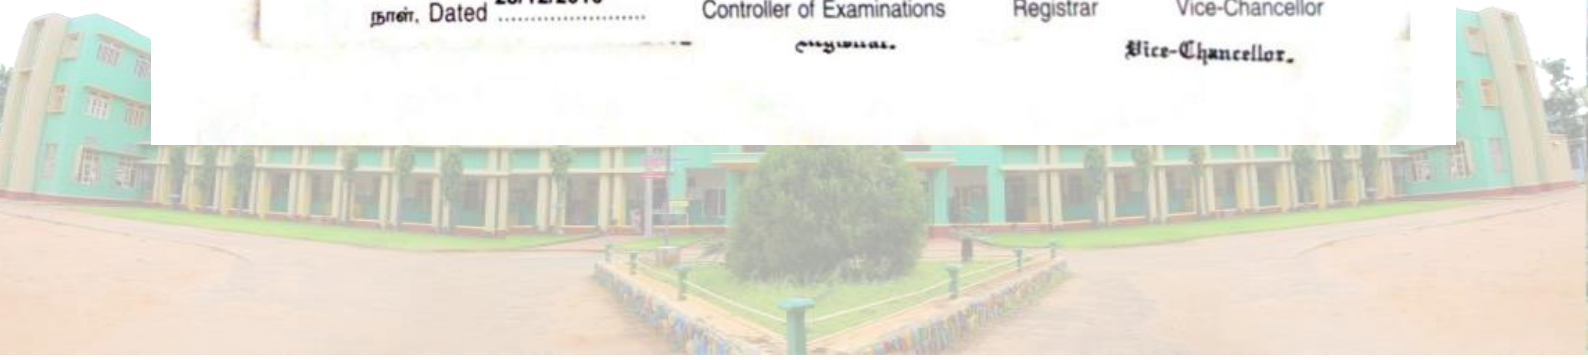 நாள், Dated ........................ Controller of Examinations Registrar Vice-Chancellor
Vice-Chancellor.